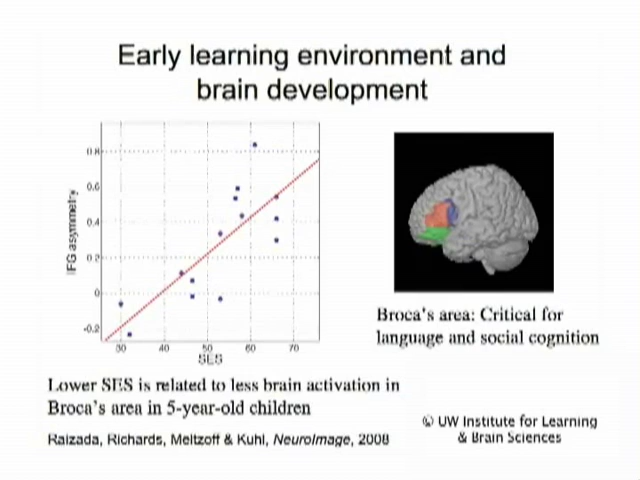 Early learning environment and
brain development
0.8
0.6
0.4
0.2
0
-0.2
IFG asymmetry
30 40 50 60 70
SES
Broca's area: Critical for
language and social cognition
Lower SES is related to less brain activation in
Broca's area in 5-year-old children
Raizada, Richards, Meltzoff & Kuhl, NeuroImage, 2008
© UW Institute for Learning
& Brain Sciences